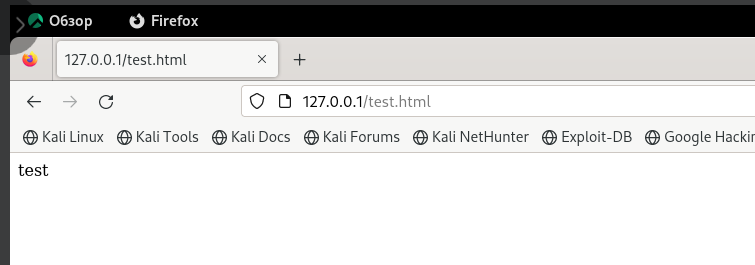 Обзор Firefox
127.0.0.1/test.html
127.0.0.1/test.html
Kali Linux Kali Tools Kali Docs Kali Forums Kali NetHunter Exploit-DB Google Hackin
test